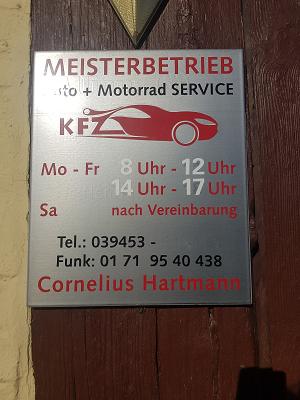 MEISTERBETRIEB
Auto + Motorrad SERVICE
KFZ
Mo - Fr 8 Uhr - 12 Uhr
14 Uhr - 17 Uhr
Sa nach Vereinbarung
Tel.: 039453 -
Funk: 01 71 95 40 438
Cornelius Hartmann